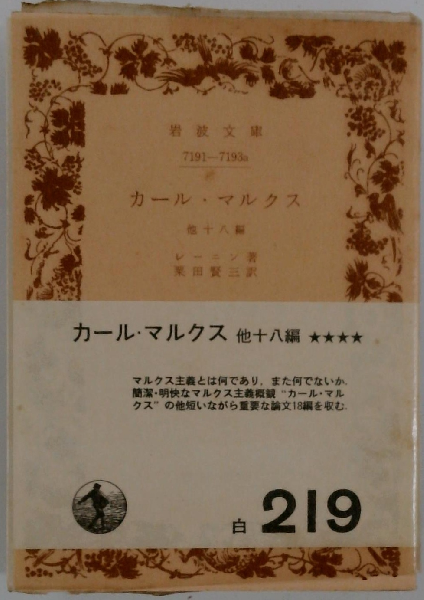 岩波文庫
7191—7193a
カール・マルクス
他十八編
レーニン著
粟田賢三訳
カール・マルクス 他十八編 ★★★★
マルクス主義とは何であり，また何でないか。
簡潔・明快なマルクス主義概観 “カール・マル
クス” の他短いながら重要な論文18編を収む。
白 219